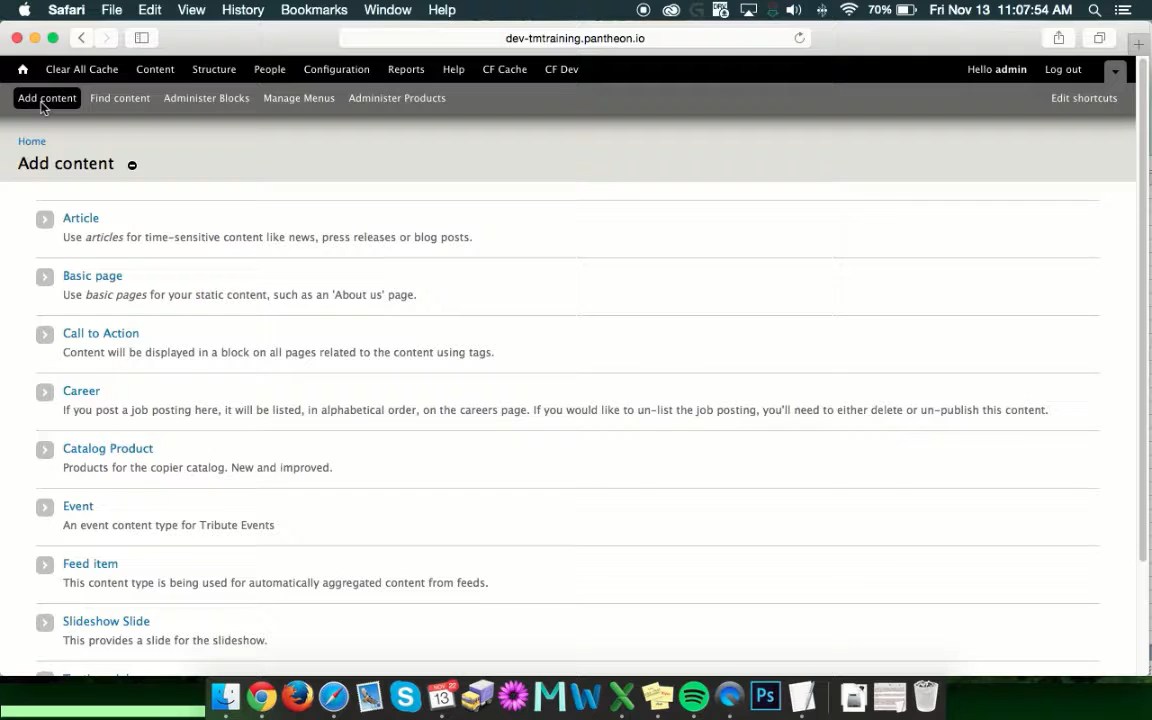 Safari File Edit View History Bookmarks Window Help 70% Fri Nov 13 11:07:54 AM
dev-tmtraining.pantheon.io
Clear All Cache Content Structure People Configuration Reports Help CF Cache CF Dev Hello admin Log out
Add content Find content Administer Blocks Manage Menus Administer Products Edit shortcuts
Home
Add content
Article
Use articles for time-sensitive content like news, press releases or blog posts.
Basic page
Use basic pages for your static content, such as an 'About us' page.
Call to Action
Content will be displayed in a block on all pages related to the content using tags.
Career
If you post a job posting here, it will be listed, in alphabetical order, on the careers page. If you would like to un-list the job posting, you'll need to either delete or un-publish this content.
Catalog Product
Products for the copier catalog. New and improved.
Event
An event content type for Tribute Events
Feed item
This content type is being used for automatically aggregated content from feeds.
Slideshow Slide
This provides a slide for the slideshow.
NOV 22
13
Ps